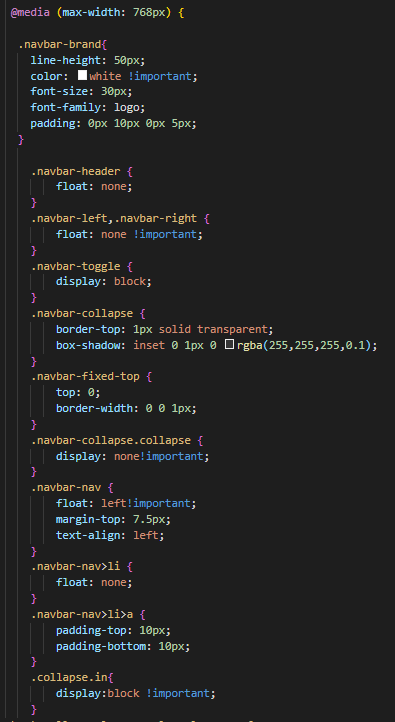 @media (max-width: 768px) {
.navbar-brand{
line-height: 50px;
color: white !important;
font-size: 30px;
font-family: logo;
padding: 0px 10px 0px 5px;
}
.navbar-header {
float: none;
}
.navbar-left,.navbar-right {
float: none !important;
}
.navbar-toggle {
display: block;
}
.navbar-collapse {
border-top: 1px solid transparent;
box-shadow: inset 0 1px 0 rgba(255,255,255,0.1);
}
.navbar-fixed-top {
top: 0;
border-width: 0 0 1px;
}
.navbar-collapse.collapse {
display: none!important;
}
.navbar-nav {
float: left!important;
margin-top: 7.5px;
text-align: left;
}
.navbar-nav>li {
float: none;
}
.navbar-nav>li>a {
padding-top: 10px;
padding-bottom: 10px;
}
.collapse.in{
display:block !important;
}